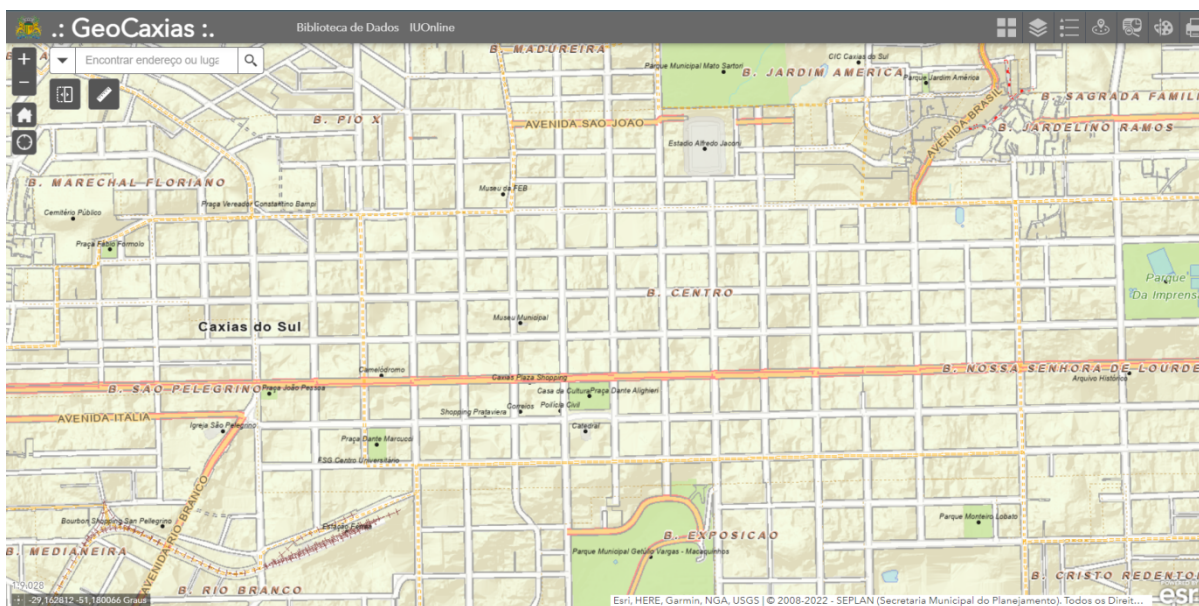 .: GeoCaxias :.
Biblioteca de Dados IUOnline
Encontrar endereço ou luga
B. MADUREIRA
Parque Municipal Mato Sartori
B. JARDIM AMERICA
CIC Caxias do Sul
Parque Jardim América
B. SAGRADA FAMILI
B. PIO X
AVENIDA SAO JOAO
AVENIDA BRASIL
B. JARDELINO RAMOS
Estadio Alfredo Jaconi
B. MARECHAL FLORIANO
Museu da FEB
Praça Vereador Constantino Bampi
Cemitério Público
Praça Fábio Formolo
Parque
Da Imprens
B. CENTRO
Museu Municipal
Caxias do Sul
Camelódromo
Caxias Plaza Shopping
B. NOSSA SENHORA DE LOURDE
Arquivo Histórico
B. SAO PELEGRINO
Praça João Pessoa
Casa da Cultura
Praça Dante Alighieri
AVENIDA ITALIA
Shopping Prataviera
Correios
Polícia Civil
Igreja São Pelegrino
Catedral
Praça Dante Marcucci
FSG Centro Universitário
AVENIDA RIO BRANCO
Bourbon Shopping San Pellegrino
Estação Férrea
Parque Monteiro Lobato
B. EXPOSICAO
B. MEDIANEIRA
Parque Municipal Getúlio Vargas - Macaquinhos
B. RIO BRANCO
B. CRISTO REDENTO
1:9.028
-29,162812 -51,180066 Graus
Esri, HERE, Garmin, NGA, USGS | © 2008-2022 - SEPLAN (Secretaria Municipal do Planejamento). Todos os Direit...
POWERED BY
esri